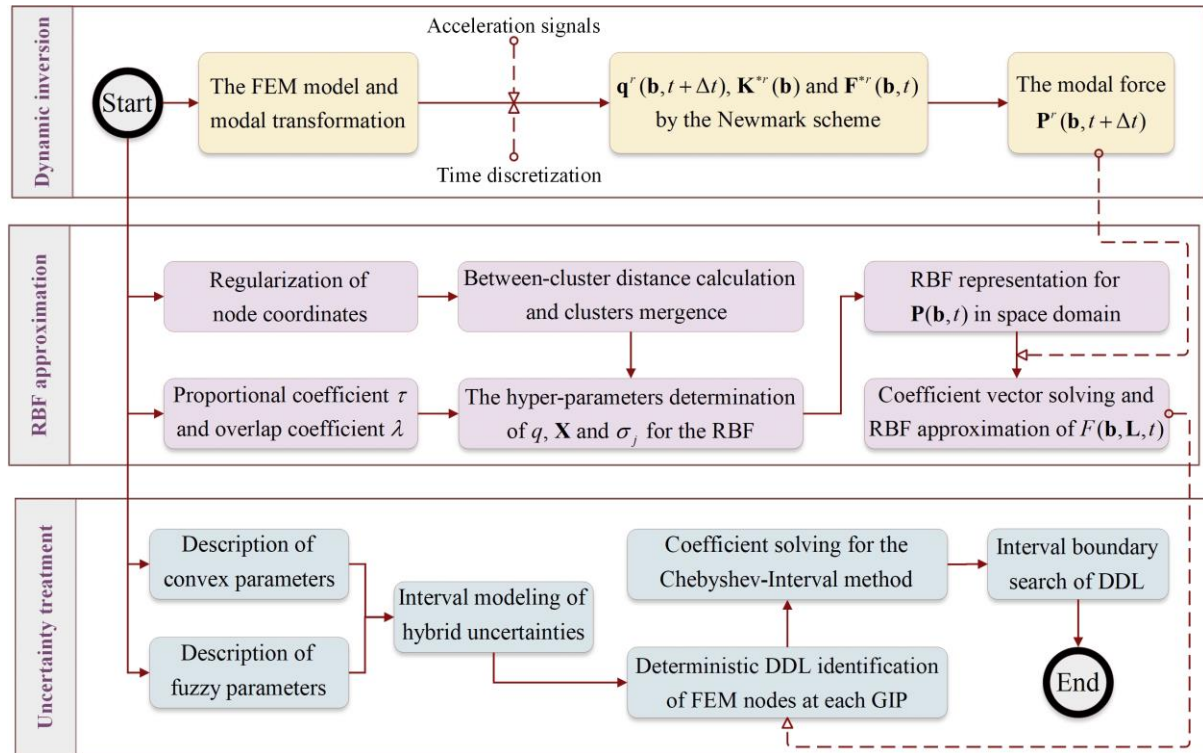 Dynamic inversion
Acceleration signals
Start
The FEM model and
modal transformation
Time discretization
𝐪ʳ(𝐛, t + Δt), 𝐊*ʳ(𝐛) and 𝐅*ʳ(𝐛, t)
by the Newmark scheme
The modal force
𝐏ʳ(𝐛, t + Δt)
RBF approximation
Regularization of
node coordinates
Between-cluster distance calculation
and clusters mergence
RBF representation for
𝐏(𝐛, t) in space domain
Proportional coefficient τ
and overlap coefficient λ
The hyper-parameters determination
of q, 𝐗 and σⱼ for the RBF
Coefficient vector solving and
RBF approximation of F(𝐛, 𝐋, t)
Uncertainty treatment
Description of
convex parameters
Description of
fuzzy parameters
Interval modeling of
hybrid uncertainties
Coefficient solving for the
Chebyshev-Interval method
Interval boundary
search of DDL
Deterministic DDL identification
of FEM nodes at each GIP
End